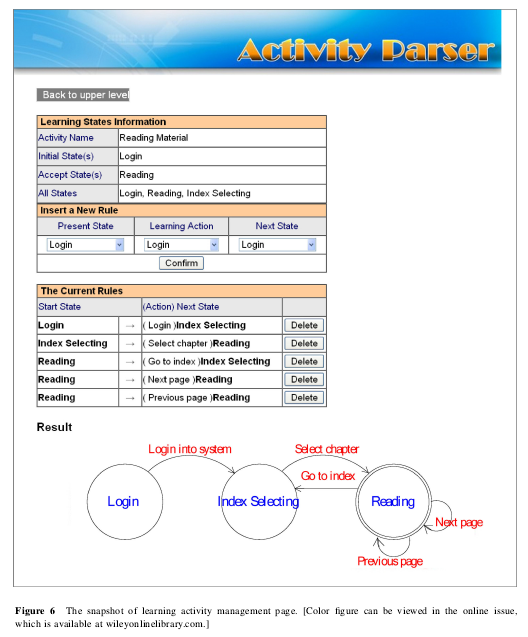 Activity Parser
Back to upper level
Learning States Information
Activity Name Reading Material
Initial State(s) Login
Accept State(s) Reading
All States Login, Reading, Index Selecting
Insert a New Rule
Present State Learning Action Next State
Login Login Login
Confirm
The Current Rules
Start State (Action) Next State
Login → ( Login )Index Selecting Delete
Index Selecting → ( Select chapter )Reading Delete
Reading → ( Go to index )Index Selecting Delete
Reading → ( Next page )Reading Delete
Reading → ( Previous page )Reading Delete
Result
Login into system Select chapter
Go to index
Login Index Selecting Reading
Next page
Previous page
Figure 6 The snapshot of learning activity management page. [Color figure can be viewed in the online issue,
which is available at wileyonlinelibrary.com.]